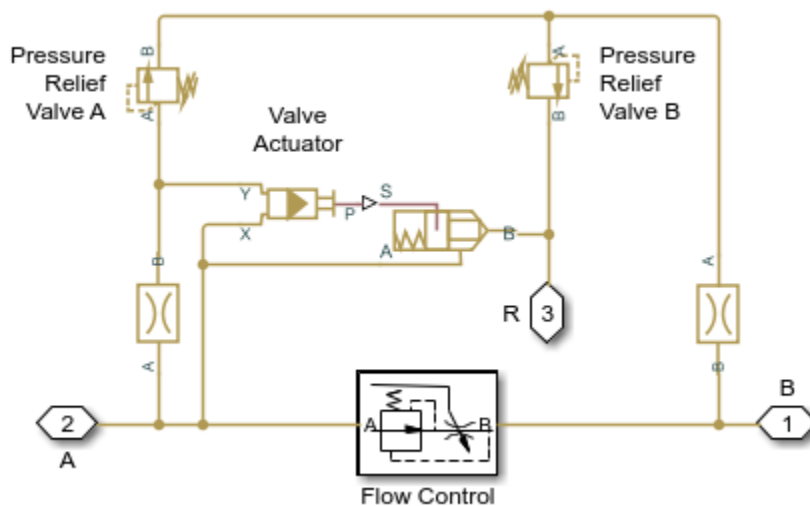 B
A
Pressure
Relief
Valve A
A
B
Pressure
Relief
Valve B
Valve
Actuator
Y
X
P
S
A
B
B
A
R
3
A
B
2
A
A
B
Flow Control
B
1